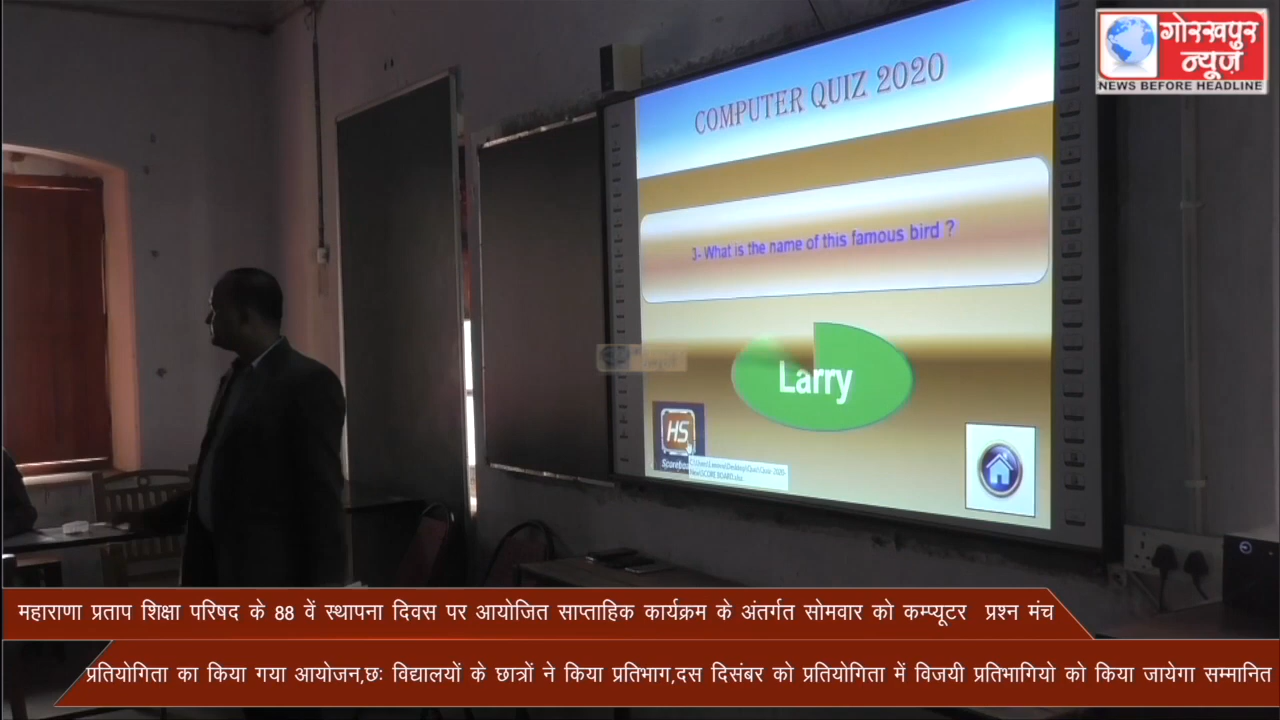 गोरखपुर
न्यूज़
NEWS BEFORE HEADLINE
COMPUTER QUIZ 2020
3- What is the name of this famous bird ?
Larry
HS
महाराणा प्रताप शिक्षा परिषद के 88 वें स्थापना दिवस पर आयोजित साप्ताहिक कार्यक्रम के अंतर्गत सोमवार को कम्प्यूटर प्रश्न मंच
प्रतियोगिता का किया गया आयोजन,छः विद्यालयों के छात्रों ने किया प्रतिभाग,दस दिसंबर को प्रतियोगिता में विजयी प्रतिभागियो को किया जायेगा सम्मानित